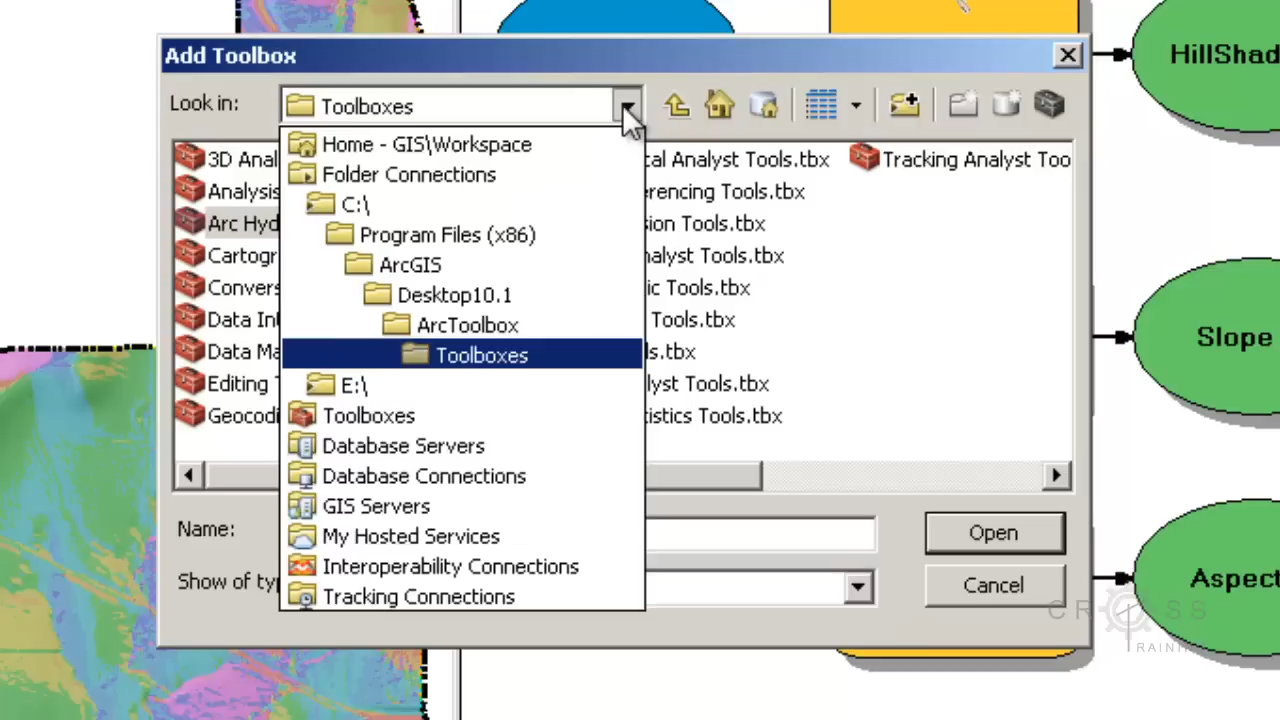 HillShad
Add Toolbox
Look in:
Toolboxes
Home - GIS\Workspace
Folder Connections
C:\
Program Files (x86)
ArcGIS
Desktop10.1
ArcToolbox
Toolboxes
E:\
Toolboxes
Database Servers
Database Connections
GIS Servers
My Hosted Services
Interoperability Connections
Tracking Connections
3D Anal
Analysis
Arc Hyd
Cartogr
Convers
Data Int
Data Ma
Editing T
Geocodi
cal Analyst Tools.tbx
erencing Tools.tbx
sion Tools.tbx
nalyst Tools.tbx
ic Tools.tbx
Tools.tbx
ls.tbx
lyst Tools.tbx
tistics Tools.tbx
Tracking Analyst Too
Name:
Open
Show of ty
Cancel
Slope
Aspect
CROSS
TRAIN